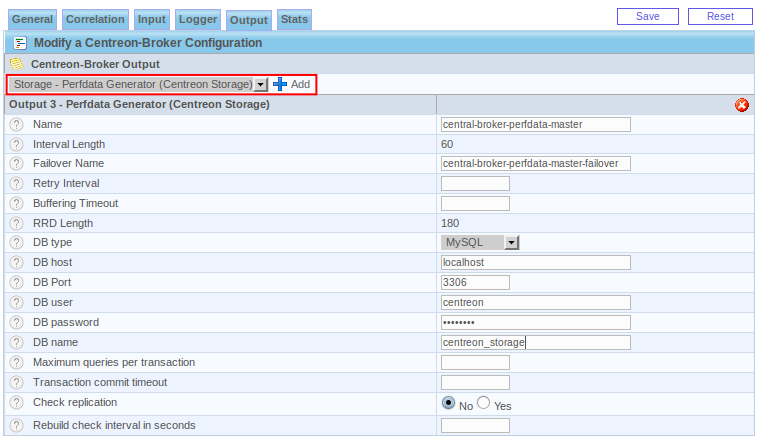 General Correlation Input Logger Output Stats Save Reset
Modify a Centreon-Broker Configuration
Centreon-Broker Output
Storage - Perfdata Generator (Centreon Storage) Add
Output 3 - Perfdata Generator (Centreon Storage)
? Name central-broker-perfdata-master
? Interval Length 60
? Failover Name central-broker-perfdata-master-failover
? Retry Interval
? Buffering Timeout
? RRD Length 180
? DB type MySQL
? DB host localhost
? DB Port 3306
? DB user centreon
? DB password ••••••••
? DB name centreon_storage
? Maximum queries per transaction
? Transaction commit timeout
? Check replication No Yes
? Rebuild check interval in seconds